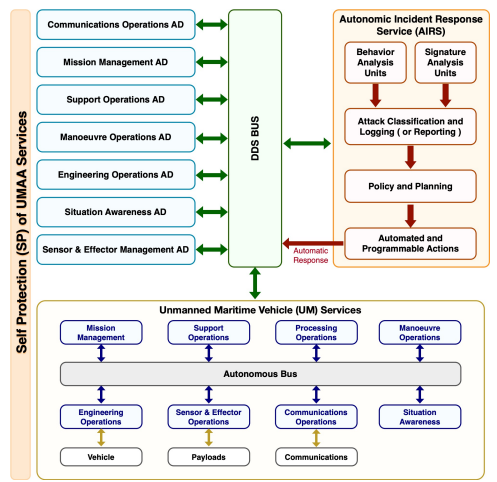 Self Protection (SP) of UMAA Services
Communications Operations AD
Mission Management AD
Support Operations AD
Manoeuvre Operations AD
Engineering Operations AD
Situation Awareness AD
Sensor & Effector Management AD
DDS BUS
Autonomic Incident Response
Service (AIRS)
Behavior
Analysis
Units
Signature
Analysis
Units
Attack Classification and
Logging ( or Reporting )
Policy and Planning
Automated and
Programmable Actions
Automatic
Response
Unmanned Maritime Vehicle (UM) Services
Mission
Management
Support
Operations
Processing
Operations
Manoeuvre
Operations
Autonomous Bus
Engineering
Operations
Sensor & Effector
Operations
Communications
Operations
Situation
Awareness
Vehicle
Payloads
Communications